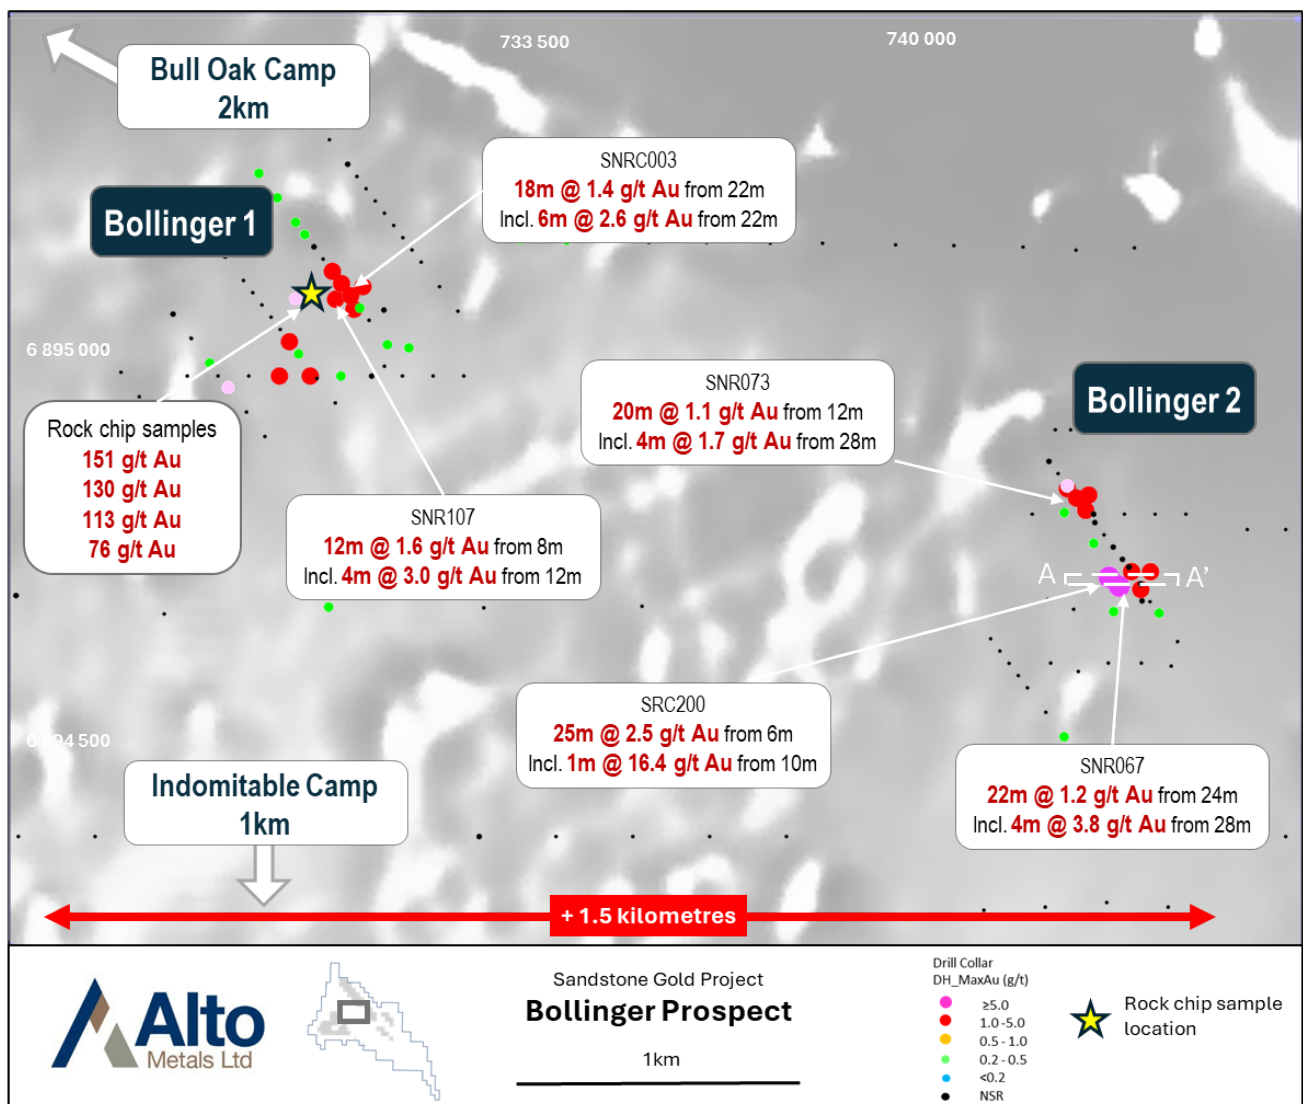 733 500
740 000
Bull Oak Camp
2km
SNRC003
18m @ 1.4 g/t Au from 22m
Incl. 6m @ 2.6 g/t Au from 22m
Bollinger 1
6 895 000
SNR073
20m @ 1.1 g/t Au from 12m
Incl. 4m @ 1.7 g/t Au from 28m
Bollinger 2
Rock chip samples
151 g/t Au
130 g/t Au
113 g/t Au
76 g/t Au
SNR107
12m @ 1.6 g/t Au from 8m
Incl. 4m @ 3.0 g/t Au from 12m
A
A'
SRC200
25m @ 2.5 g/t Au from 6m
Incl. 1m @ 16.4 g/t Au from 10m
6 894 500
SNR067
22m @ 1.2 g/t Au from 24m
Incl. 4m @ 3.8 g/t Au from 28m
Indomitable Camp
1km
+ 1.5 kilometres
Alto
Metals Ltd
Sandstone Gold Project
Bollinger Prospect
1km
Drill Collar
DH_MaxAu (g/t)
≥5.0
1.0 -5.0
0.5 - 1.0
0.2 - 0.5
<0.2
NSR
Rock chip sample
location